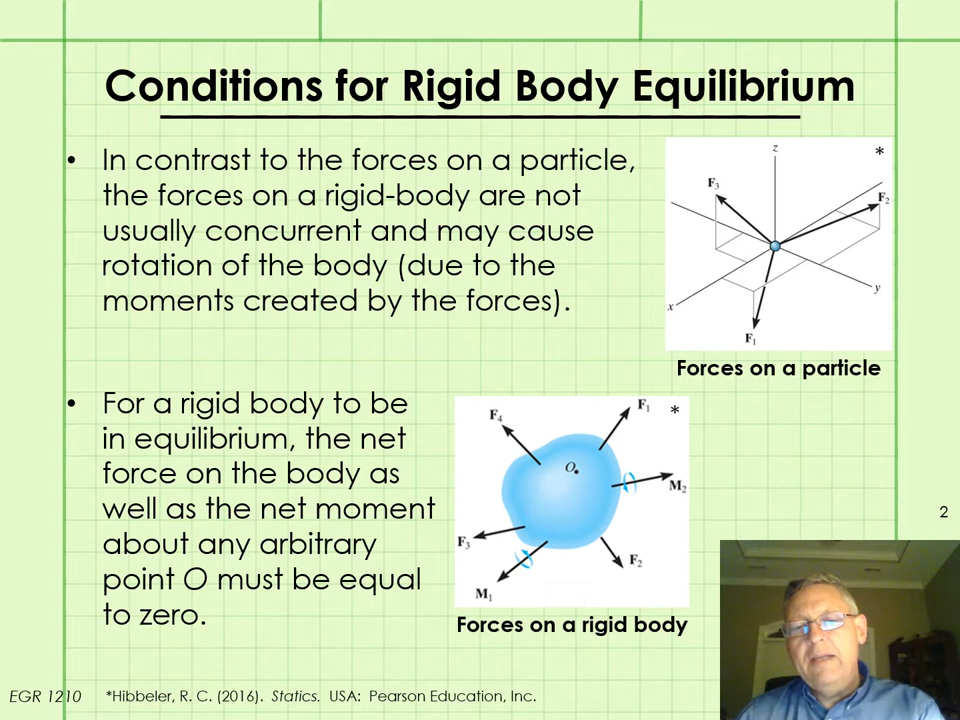 Conditions for Rigid Body Equilibrium
• In contrast to the forces on a particle,
the forces on a rigid-body are not
usually concurrent and may cause
rotation of the body (due to the
moments created by the forces).
*
z
F3
F2
x
y
F1
Forces on a particle
• For a rigid body to be
in equilibrium, the net
force on the body as
well as the net moment
about any arbitrary
point O must be equal
to zero.
*
F4
F1
O
M2
F3
F2
M1
Forces on a rigid body
2
EGR 1210
*Hibbeler, R. C. (2016). Statics. USA: Pearson Education, Inc.